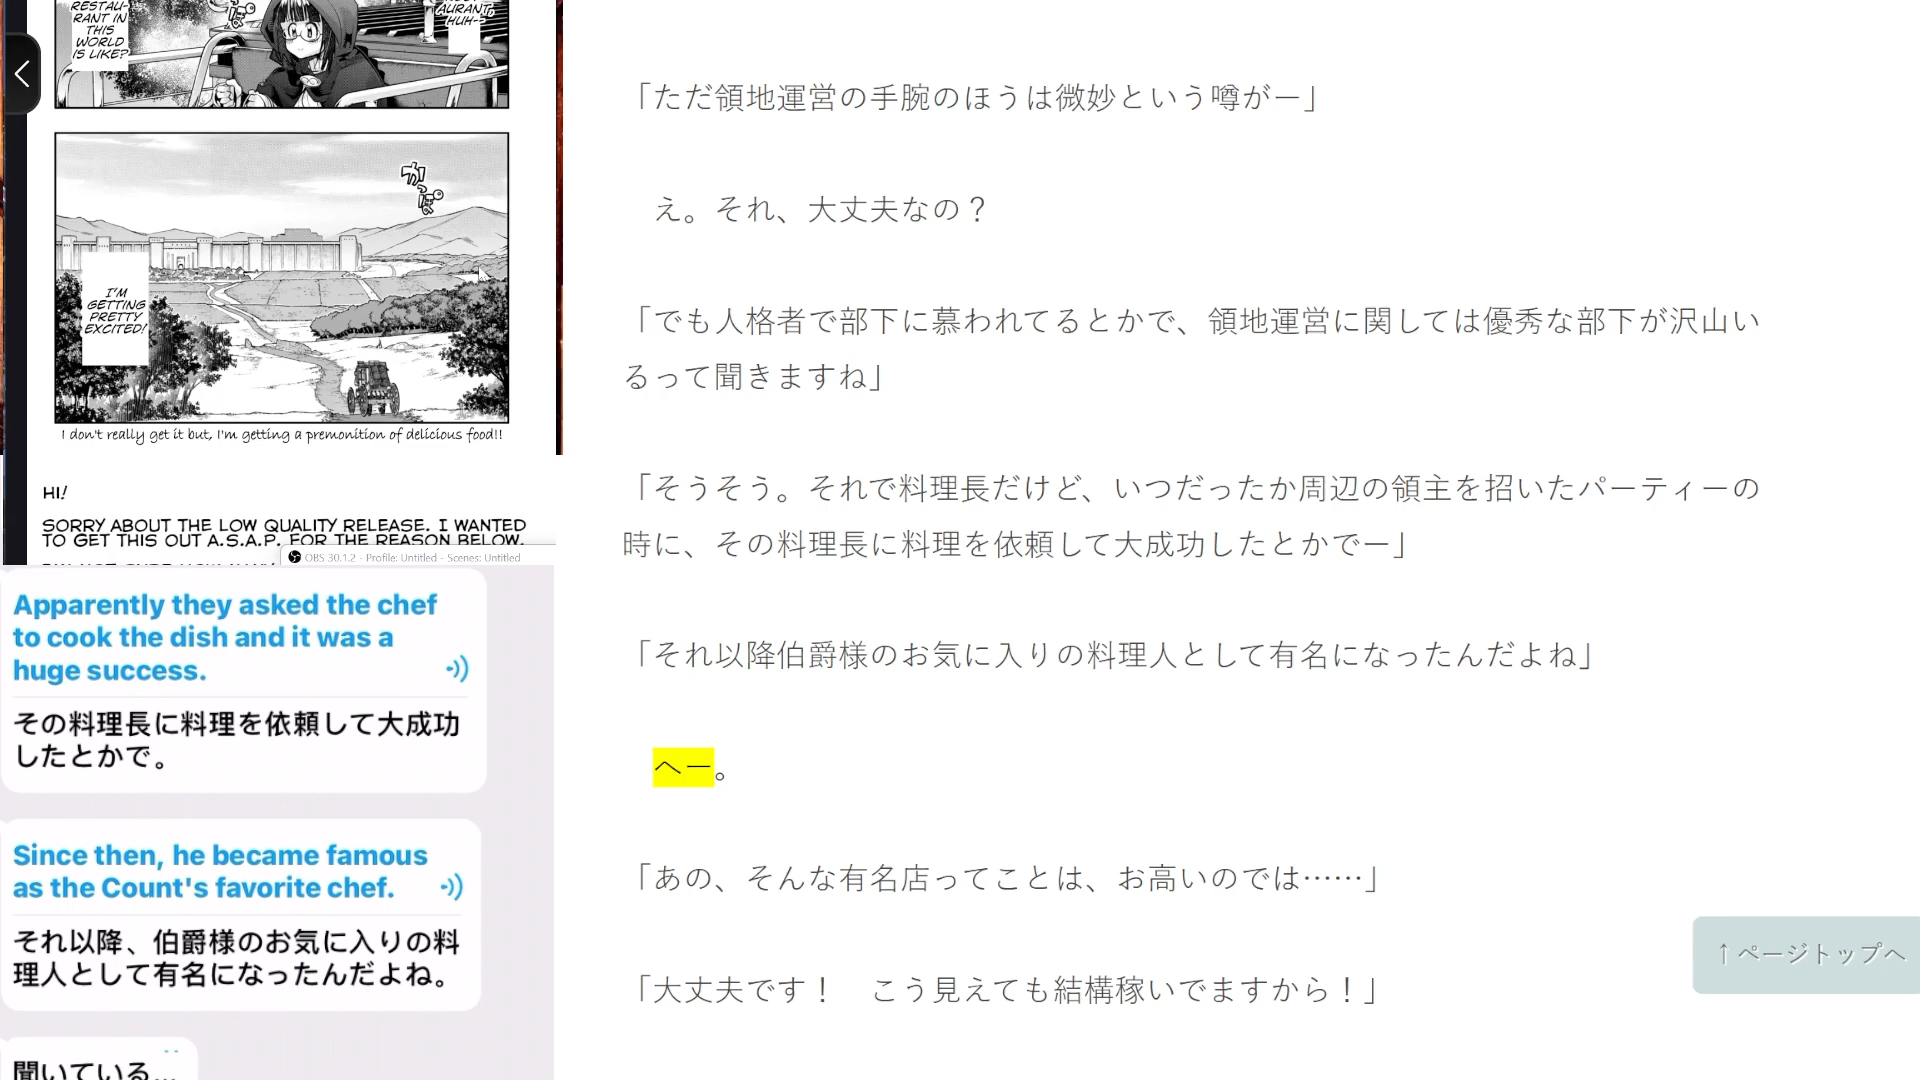 RESTAU-
RANT IN
THIS
WORLD
IS LIKE?
AURANT,
HUH~?
かっぽ
I'M
GETTING
PRETTY
EXCITED!
I don't really get it but, I'm getting a premonition of delicious food!!
HI!
SORRY ABOUT THE LOW QUALITY RELEASE. I WANTED
TO GET THIS OUT A.S.A.P. FOR THE REASON BELOW.
OBS 30.1.2 - Profile: Untitled - Scenes: Untitled
Apparently they asked the chef
to cook the dish and it was a
huge success.
その料理長に料理を依頼して大成功
したとかで。
Since then, he became famous
as the Count's favorite chef.
それ以降、伯爵様のお気に入りの料
理人として有名になったんだよね。
聞いている...
「ただ領地運営の手腕のほうは微妙という噂がー」
え。それ、大丈夫なの？
「でも人格者で部下に慕われてるとかで、領地運営に関しては優秀な部下が沢山い
るって聞きますね」
「そうそう。それで料理長だけど、いつだったか周辺の領主を招いたパーティーの
時に、その料理長に料理を依頼して大成功したとかでー」
「それ以降伯爵様のお気に入りの料理人として有名になったんだよね」
へー。
「あの、そんな有名店ってことは、お高いのでは……」
「大丈夫です！　こう見えても結構稼いでますから！」
↑ページトップへ